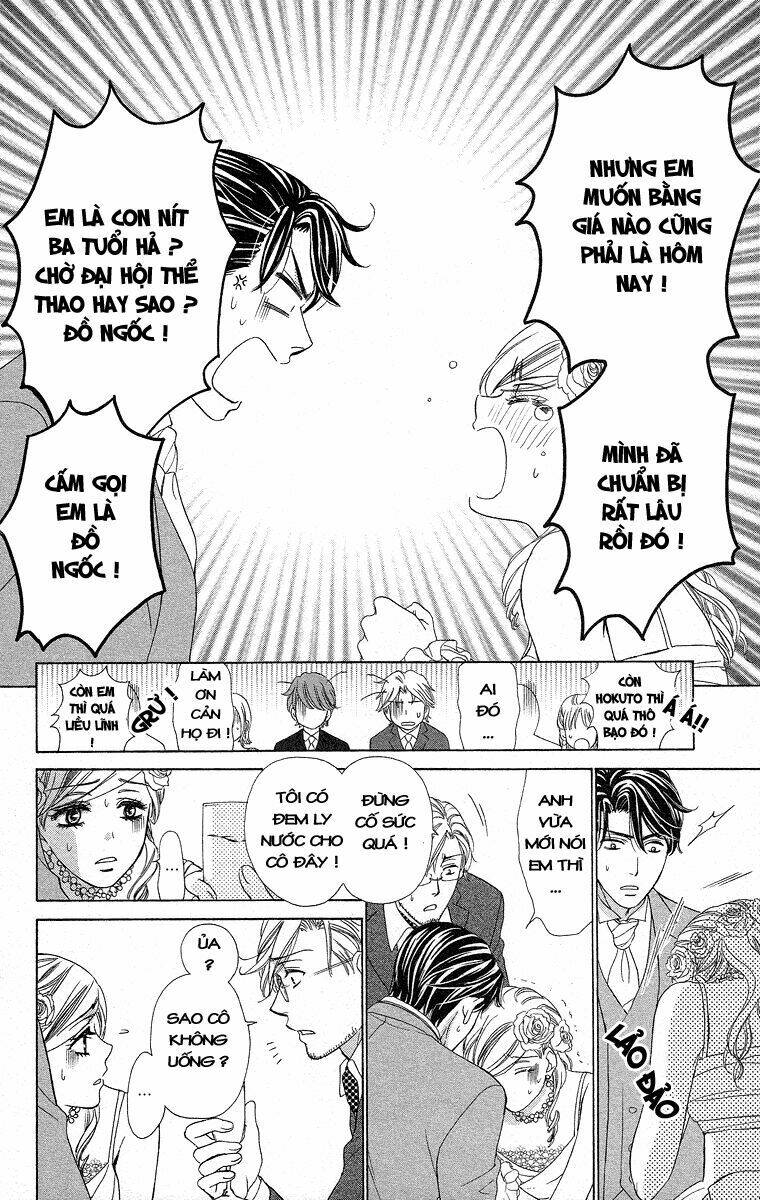 NHƯNG EM
MUỐN BẰNG
GIÁ NÀO CŨNG
PHẢI LÀ HÔM
NAY !
EM LÀ CON NÍT
BA TUỔI HẢ ?
CHỜ ĐẠI HỘI THỂ
THAO HAY SAO ?
ĐỒ NGỐC !
MÌNH ĐÃ
CHUẨN BỊ
RẤT LÂU
RỒI ĐÓ !
CẤM GỌI
EM LÀ
ĐỒ
NGỐC !
CÒN
HOKUTO THÌ
QUÁ THÔ
BẠO ĐÓ !
Á Á!!
AI
ĐÓ
...
LÀM
ƠN
CẢN
HỌ ĐI !
GRỪ !
CÒN EM
THÌ QUÁ
LIỀU LĨNH
!
LẢO ĐẢO
ANH
VỪA
MỚI NÓI
EM THÌ
...
ĐỪNG
CỐ SỨC
QUÁ !
TÔI CÓ
ĐEM LY
NƯỚC CHO
CÔ ĐÂY !
...
ỦA
?
SAO CÔ
KHÔNG
UỐNG ?
...